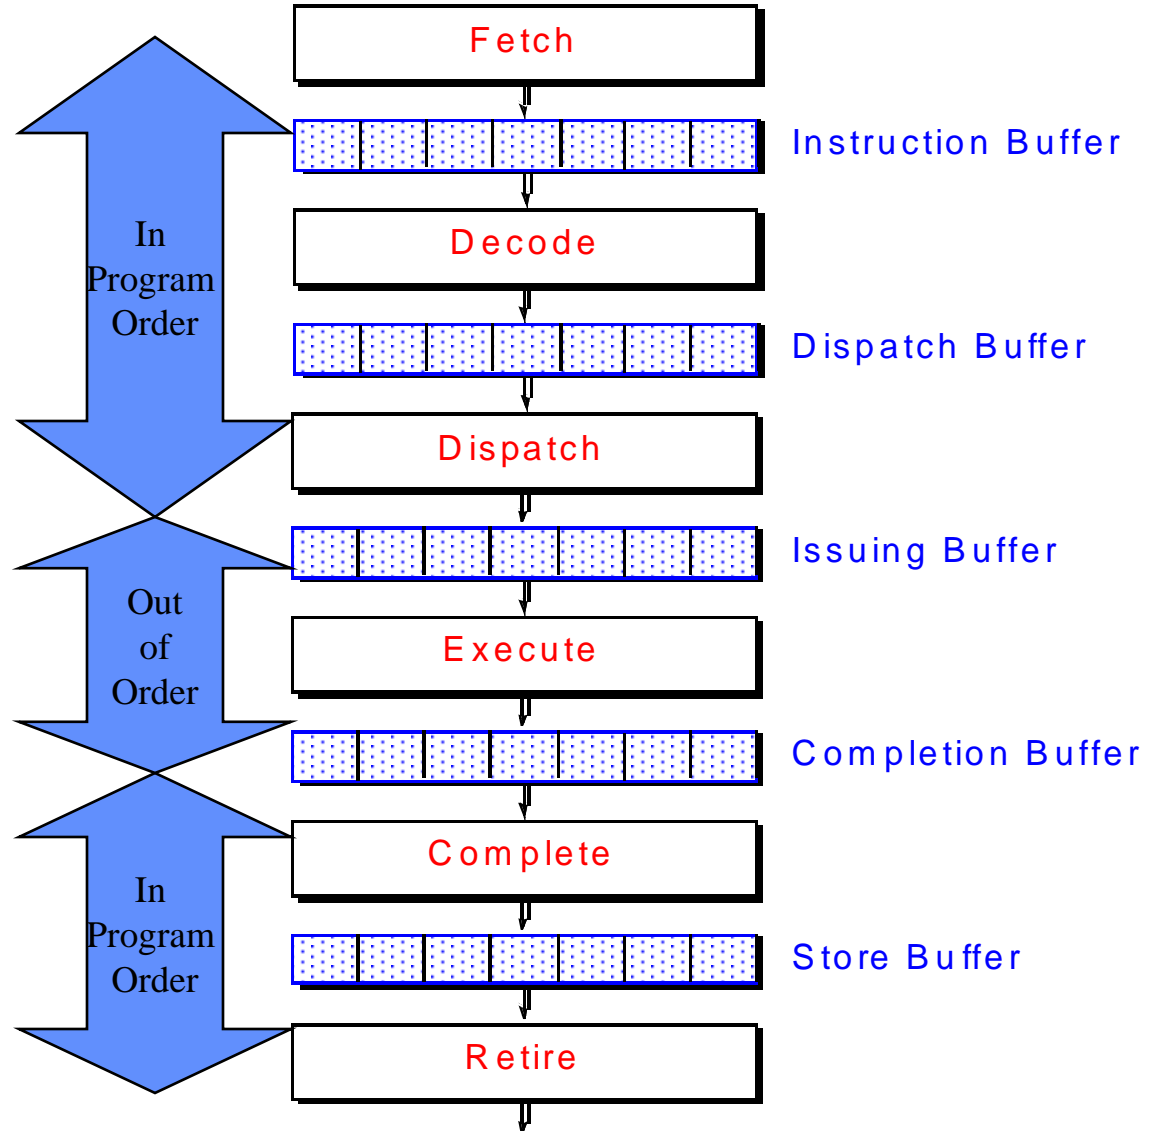 Fetch
Instruction Buffer
In
Program
Order
Decode
Dispatch Buffer
Dispatch
Issuing Buffer
Out
of
Order
Execute
Completion Buffer
Complete
In
Program
Order
Store Buffer
Retire